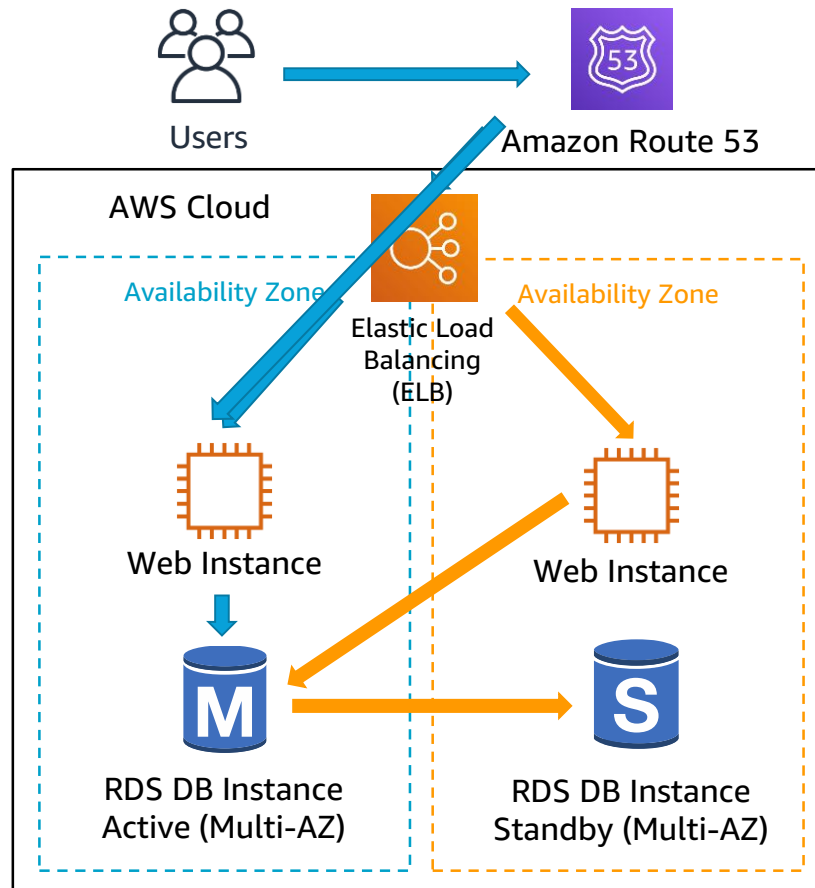 53
Users
Amazon Route 53
AWS Cloud
Availability Zone
Availability Zone
Elastic Load
Balancing
(ELB)
Web Instance
Web Instance
M
S
RDS DB Instance
Active (Multi-AZ)
RDS DB Instance
Standby (Multi-AZ)